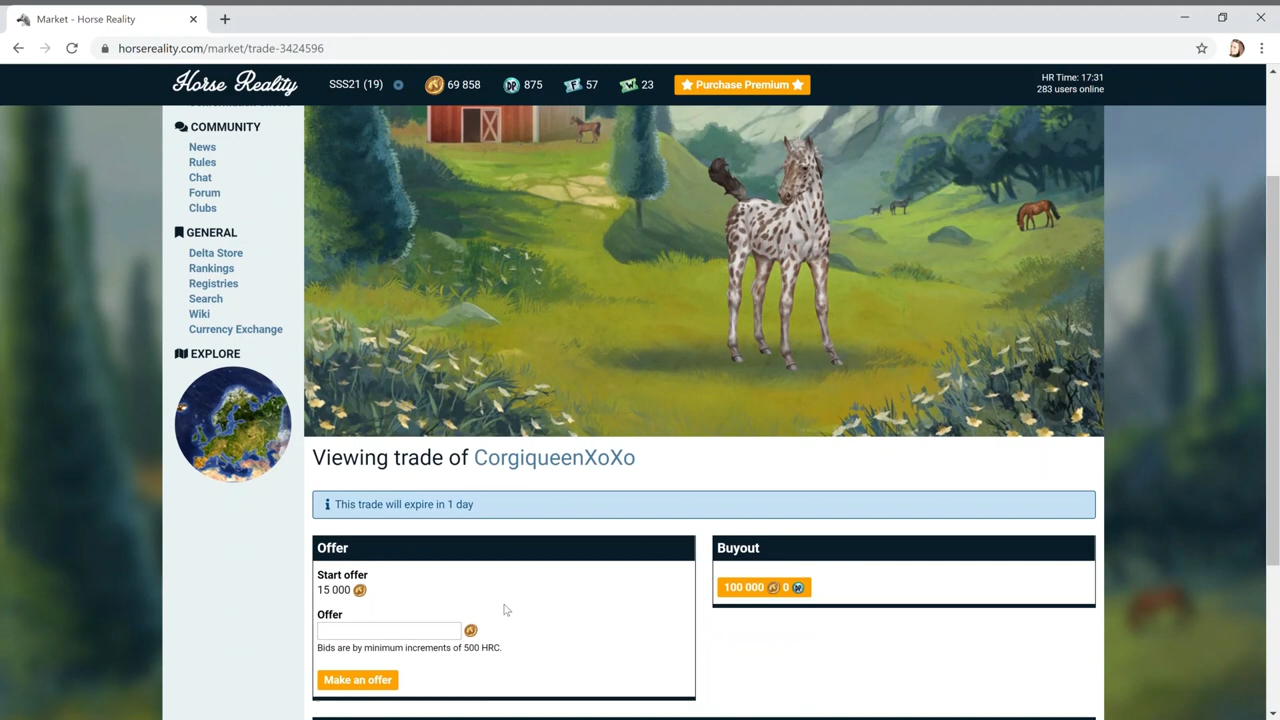 Market - Horse Reality
horsereality.com/market/trade-3424596
Horse Reality
SSS21 (19)
69 858
DP 875
57
23
Purchase Premium
HR Time: 17:31
283 users online
COMMUNITY
News
Rules
Chat
Forum
Clubs
GENERAL
Delta Store
Rankings
Registries
Search
Wiki
Currency Exchange
EXPLORE
Viewing trade of CorgiqueenXoXo
This trade will expire in 1 day
Offer
Start offer
15 000
Offer
Bids are by minimum increments of 500 HRC.
Make an offer
Buyout
100 000 0